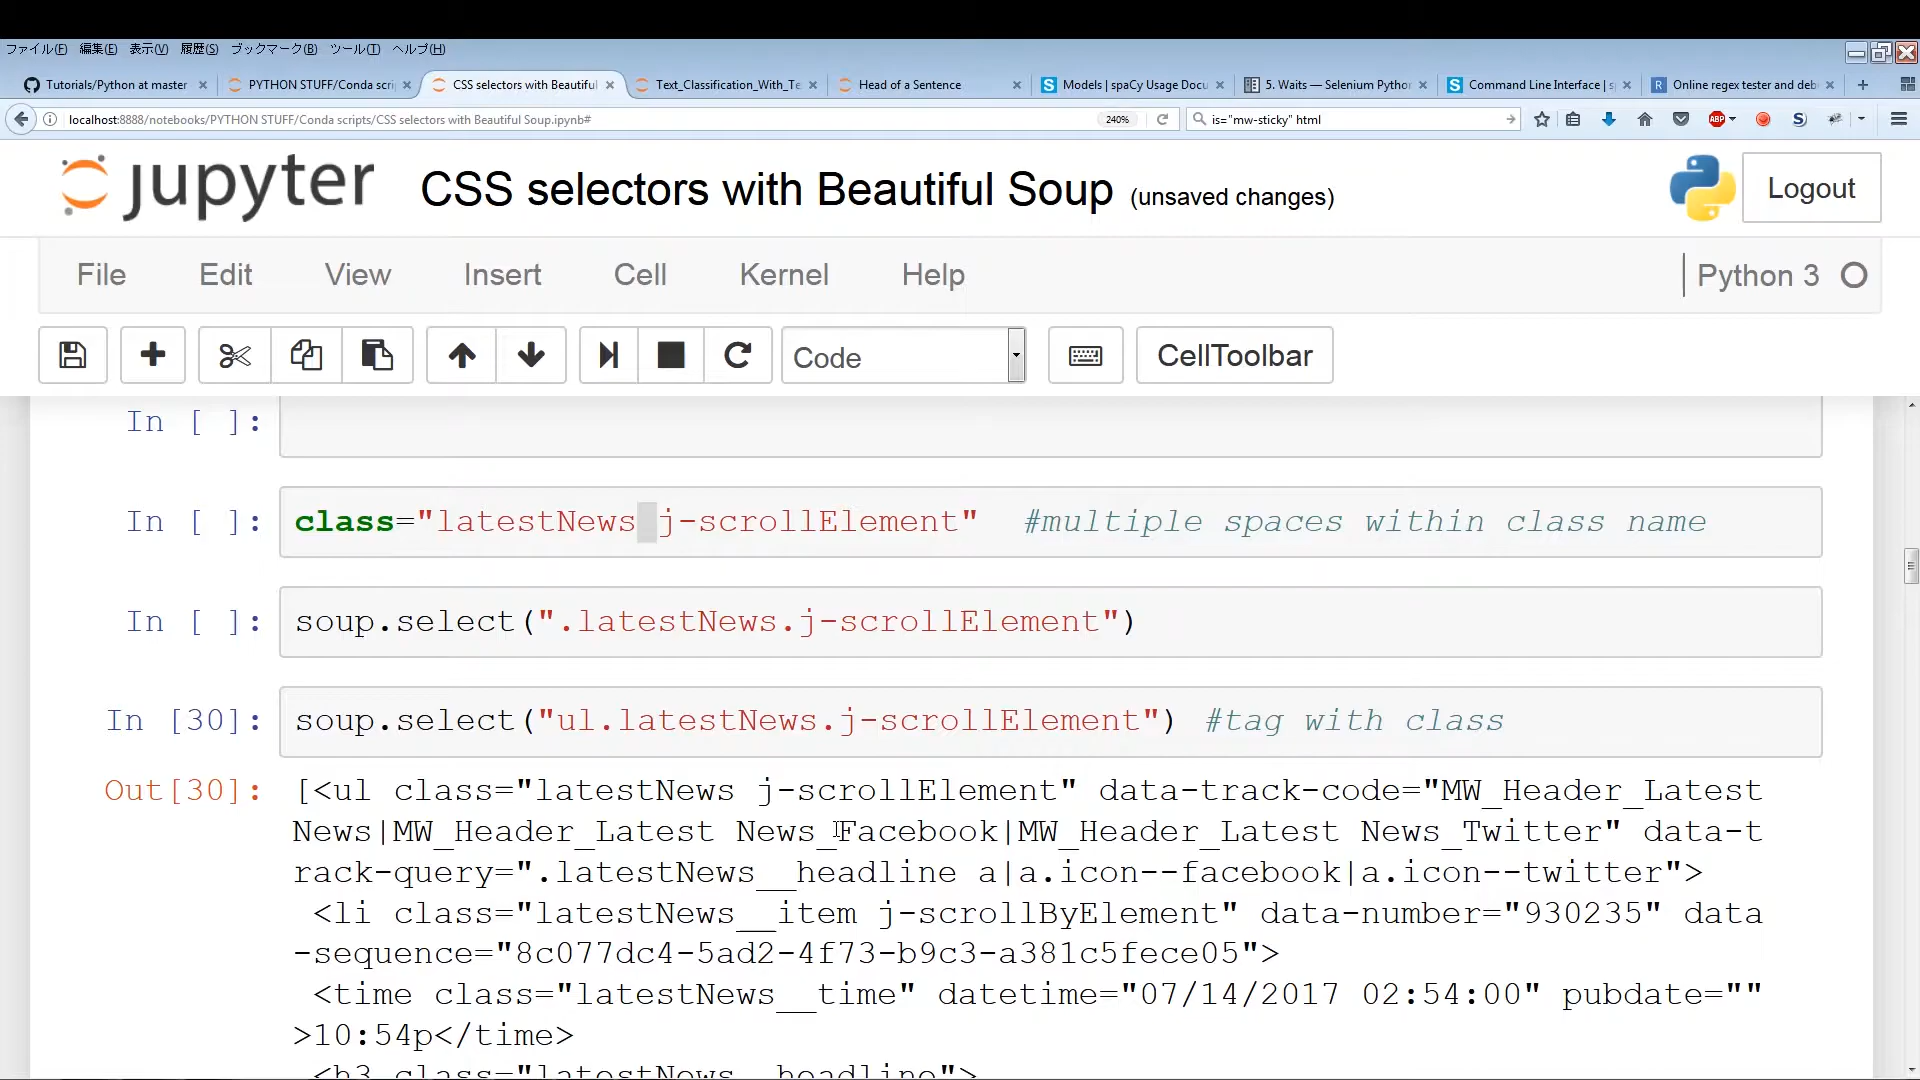 ファイル(F) 編集(E) 表示(V) 履歴(S) ブックマーク(B) ツール(T) ヘルプ(H)
Tutorials/Python at master PYTHON STUFF/Conda scri CSS selectors with Beautiful Text_Classification_With_Te Head of a Sentence Models | spaCy Usage Docu 5. Waits — Selenium Python Command Line Interface | s Online regex tester and deb
localhost:8888/notebooks/PYTHON STUFF/Conda scripts/CSS selectors with Beautiful Soup.ipynb# 240% is="mw-sticky" html ABP
jupyter CSS selectors with Beautiful Soup (unsaved changes) Logout
File Edit View Insert Cell Kernel Help Python 3
Code CellToolbar
In [ ]:
In [ ]: class="latestNews j-scrollElement" #multiple spaces within class name
In [ ]: soup.select(".latestNews.j-scrollElement")
In [30]: soup.select("ul.latestNews.j-scrollElement") #tag with class
Out[30]: [<ul class="latestNews j-scrollElement" data-track-code="MW_Header_Latest
News|MW_Header_Latest News_Facebook|MW_Header_Latest News_Twitter" data-t
rack-query=".latestNews__headline a|a.icon--facebook|a.icon--twitter">
<li class="latestNews__item j-scrollByElement" data-number="930235" data
-sequence="8c077dc4-5ad2-4f73-b9c3-a381c5fece05">
<time class="latestNews__time" datetime="07/14/2017 02:54:00" pubdate=""
>10:54p</time>
<h3 class="latestNews__headline">